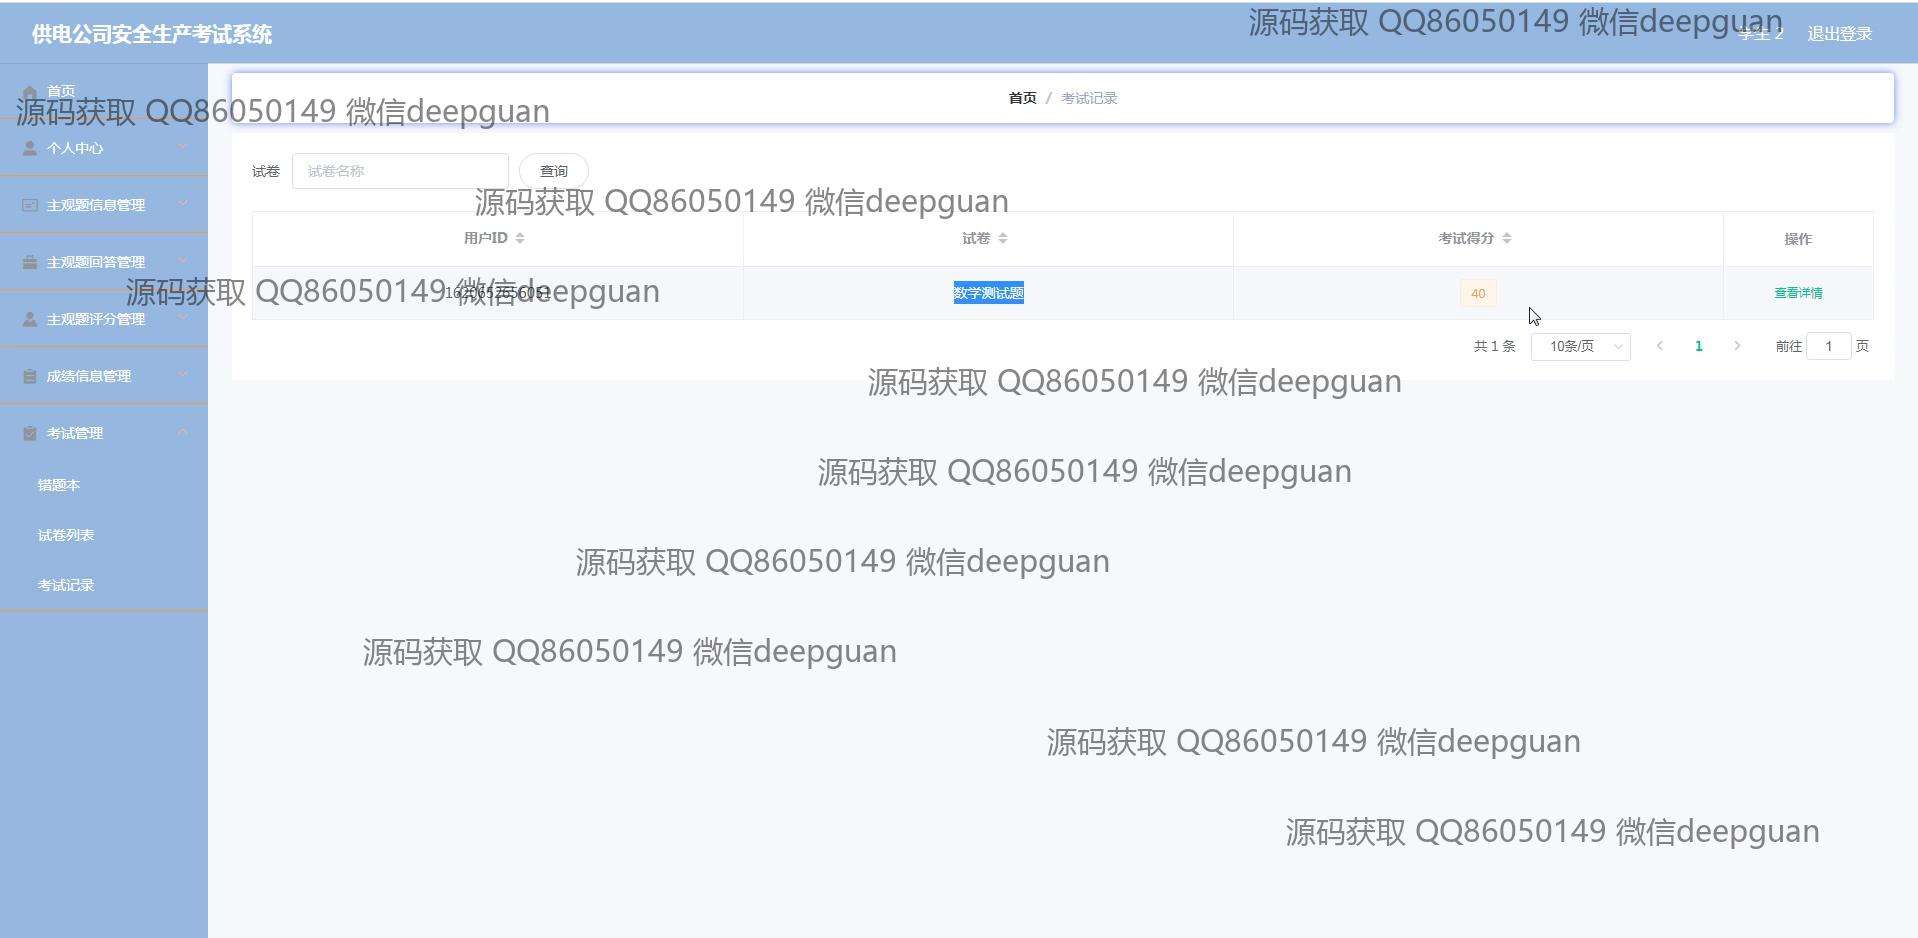 源码获取 QQ86050149 微信deepguan
供电公司安全生产考试系统
学生 2
退出登录
首页
源码获取 QQ86050149 微信deepguan
首页 / 考试记录
个人中心
试卷
试卷名称
查询
主观题信息管理
源码获取 QQ86050149 微信deepguan
用户ID
试卷
考试得分
操作
主观题回答管理
源码获取 QQ86050149 微信deepguan
1620652656051
数学测试题
40
查看详情
主观题评分管理
共 1 条
10条/页
1
前往 1 页
成绩信息管理
源码获取 QQ86050149 微信deepguan
考试管理
源码获取 QQ86050149 微信deepguan
错题本
试卷列表
源码获取 QQ86050149 微信deepguan
考试记录
源码获取 QQ86050149 微信deepguan
源码获取 QQ86050149 微信deepguan
源码获取 QQ86050149 微信deepguan